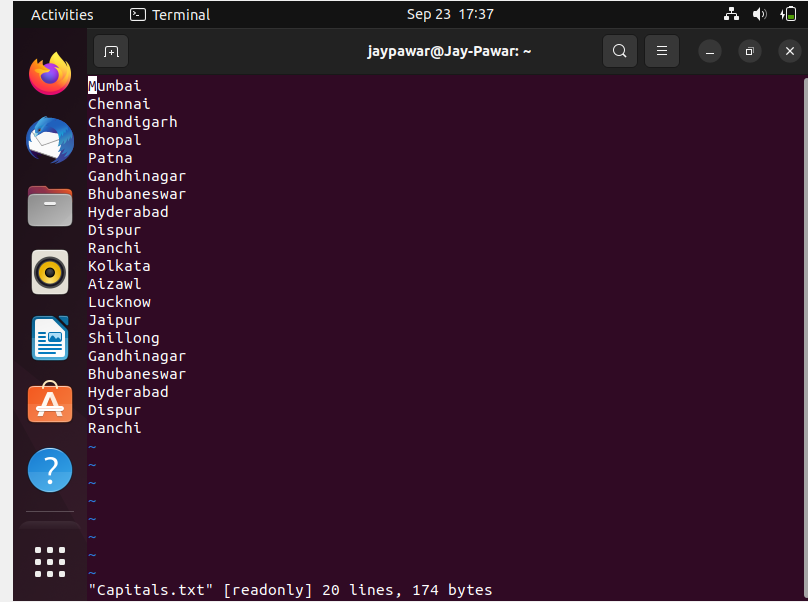 Activities Terminal Sep 23 17:37
jaypawar@Jay-Pawar: ~
Mumbai
Chennai
Chandigarh
Bhopal
Patna
Gandhinagar
Bhubaneswar
Hyderabad
Dispur
Ranchi
Kolkata
Aizawl
Lucknow
Jaipur
Shillong
Gandhinagar
Bhubaneswar
Hyderabad
Dispur
Ranchi
~
~
~
~
~
~
~
~
"Capitals.txt" [readonly] 20 lines, 174 bytes